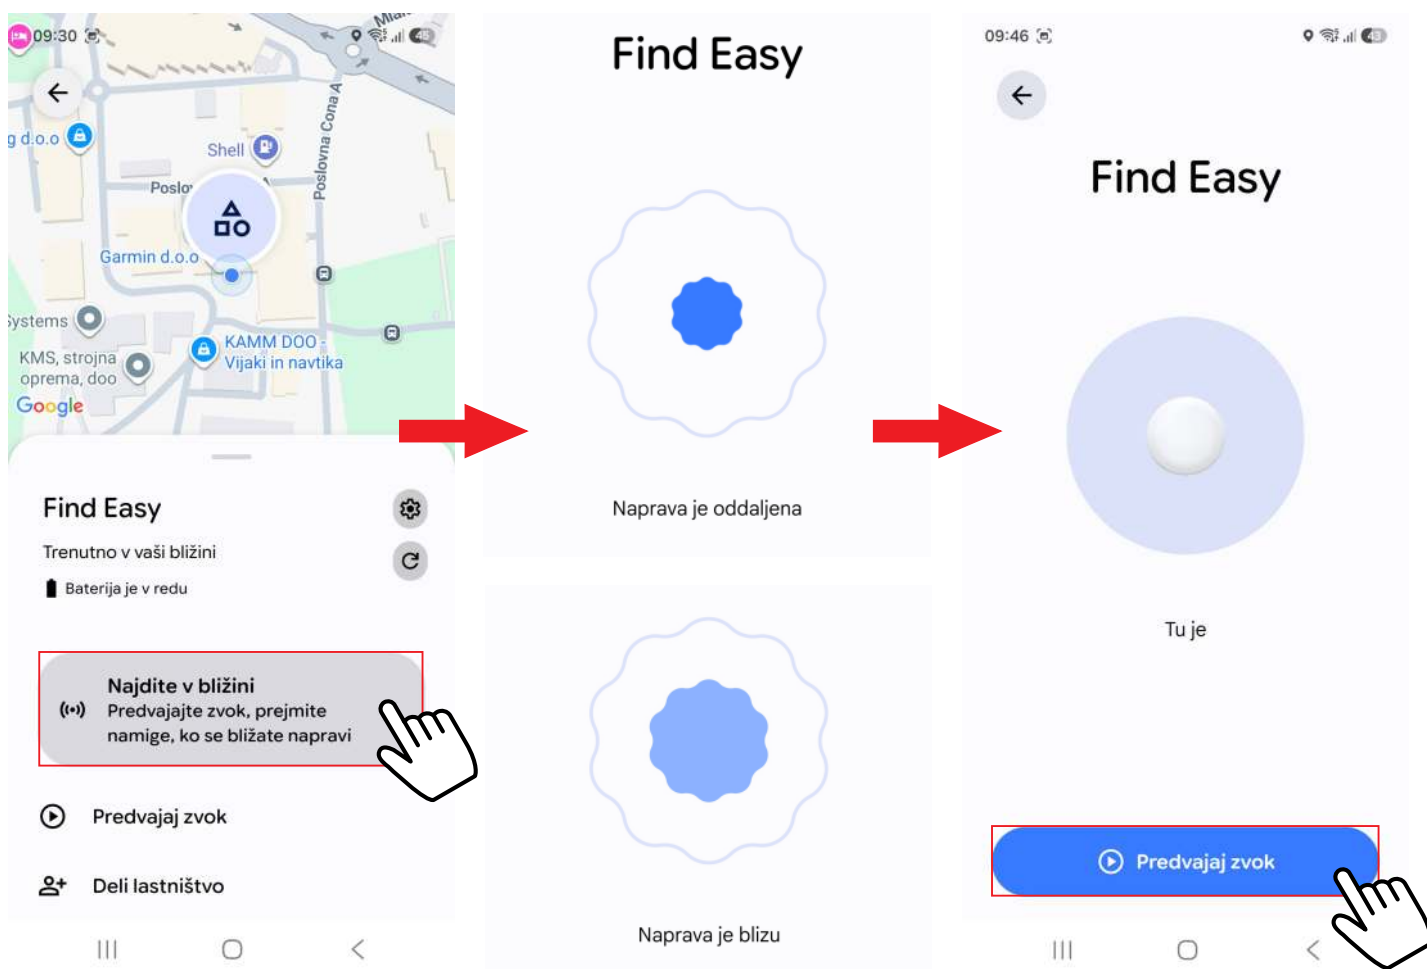 09:30
45
g d.o.o
Shell
Poslovna Cona A
Garmin d.o.o
KAMM DOO -
Vijaki in navtika
KMS, strojna
oprema, doo
Google
Find Easy
Trenutno v vaši bližini
Baterija je v redu
Najdite v bližini
Predvajajte zvok, prejmite
namige, ko se bližate napravi
Predvajaj zvok
Deli lastništvo
Find Easy
Naprava je oddaljena
Naprava je blizu
09:46
43
Find Easy
Tu je
Predvajaj zvok